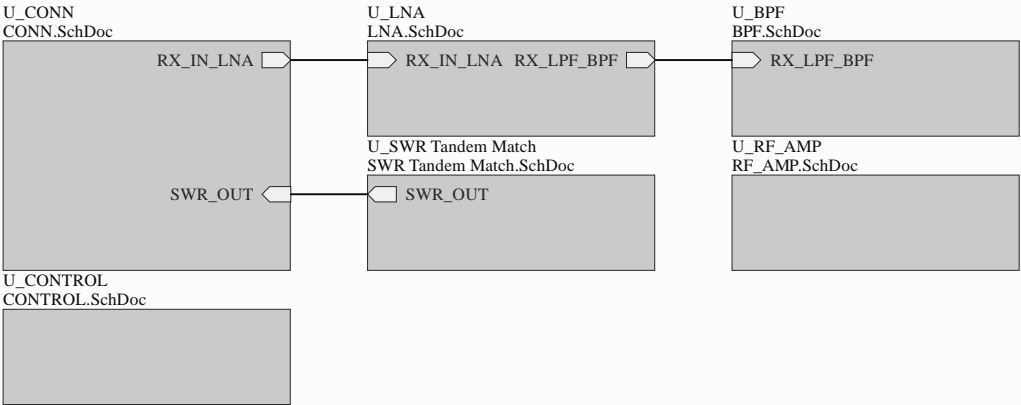 U_CONN
CONN.SchDoc
RX_IN_LNA
SWR_OUT
U_LNA
LNA.SchDoc
RX_IN_LNA RX_LPF_BPF
U_BPF
BPF.SchDoc
RX_LPF_BPF
U_SWR Tandem Match
SWR Tandem Match.SchDoc
SWR_OUT
U_RF_AMP
RF_AMP.SchDoc
U_CONTROL
CONTROL.SchDoc